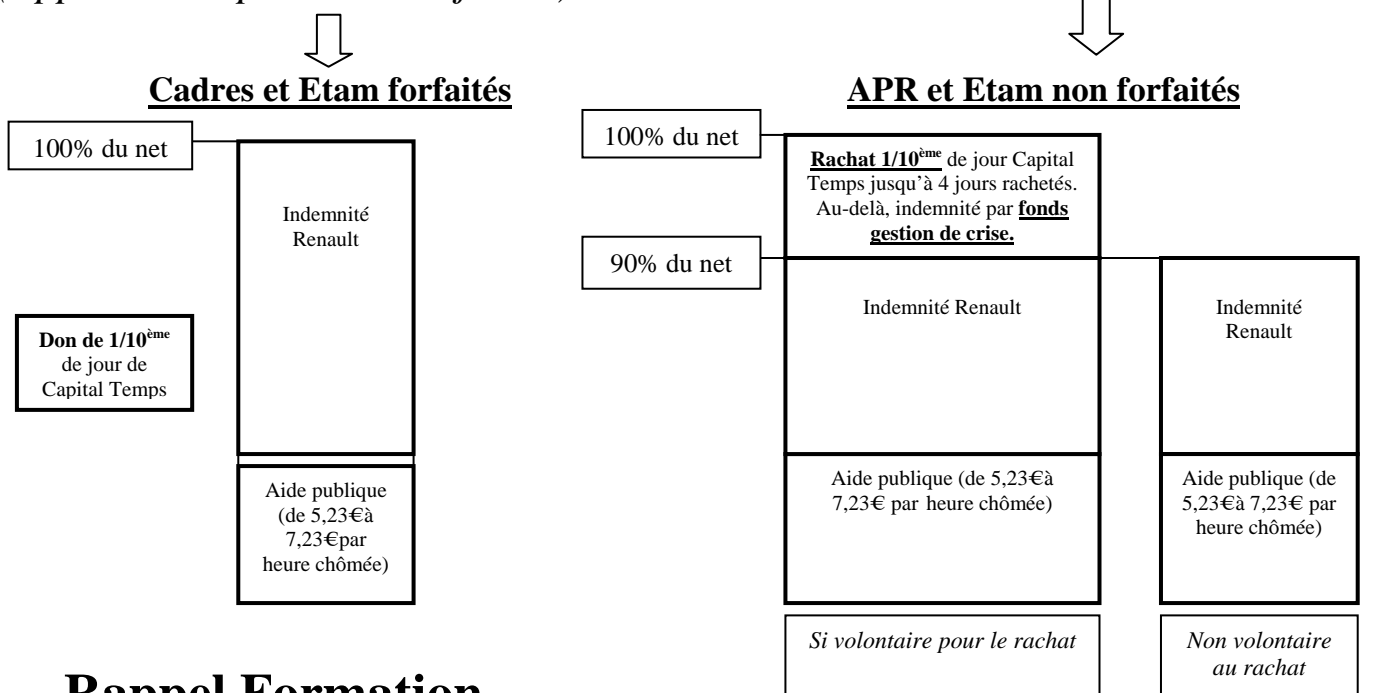 Cadres et Etam forfaités
100% du net
Indemnité
Renault
Don de 1/10ème
de jour de
Capital Temps
Aide publique
(de 5,23€à
7,23€par
heure chômée)
APR et Etam non forfaités
100% du net
Rachat 1/10ème de jour Capital
Temps jusqu'à 4 jours rachetés.
Au-delà, indemnité par fonds
gestion de crise.
90% du net
Indemnité Renault
Indemnité
Renault
Aide publique (de 5,23€à
7,23€ par heure chômée)
Aide publique (de
5,23€à 7,23€ par
heure chômée)
Si volontaire pour le rachat
Non volontaire
au rachat
Rappel Formation